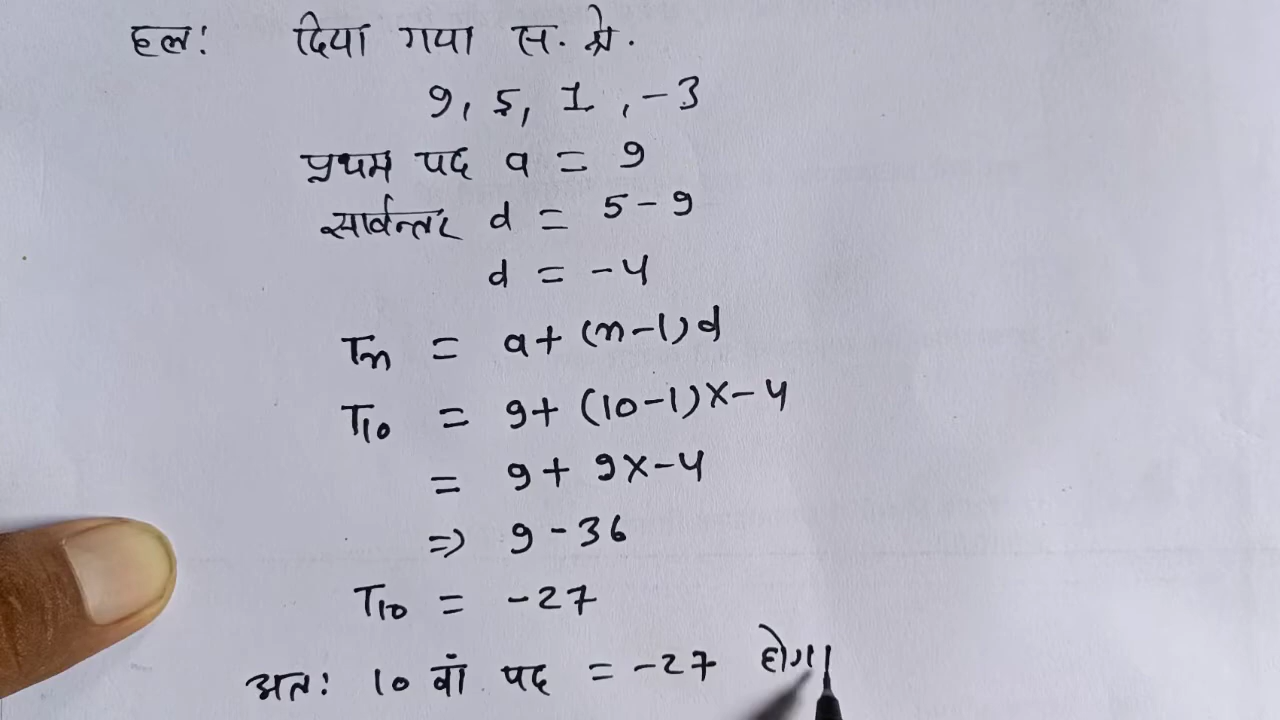 हल: दिया गया स. श्रे.
9, 5, 1, -3
प्रथम पद a = 9
सार्वन्तर d = 5 - 9
d = -4
Tn = a + (n-1)d
T10 = 9 + (10-1)x-4
= 9 + 9x-4
=> 9 - 36
T10 = -27
अत: 10 वाँ पद = -27 होगा